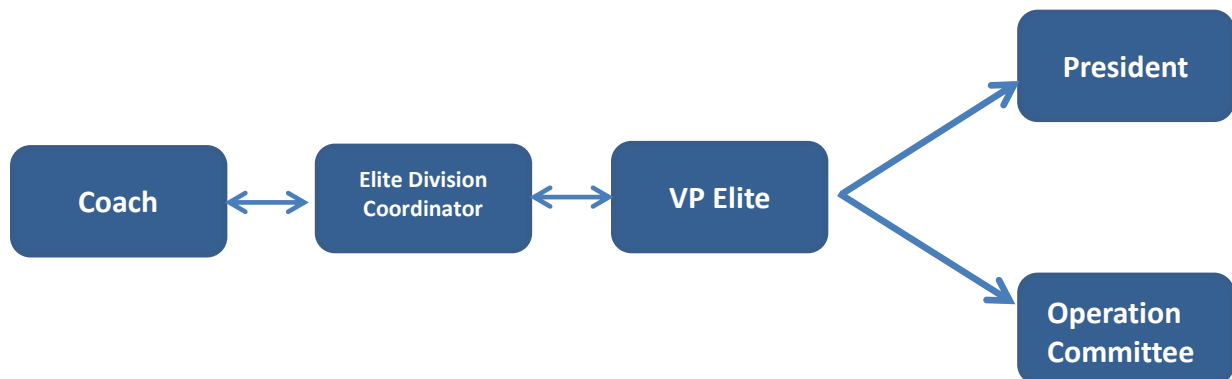 President
Coach
Elite Division
Coordinator
VP Elite
Operation
Committee